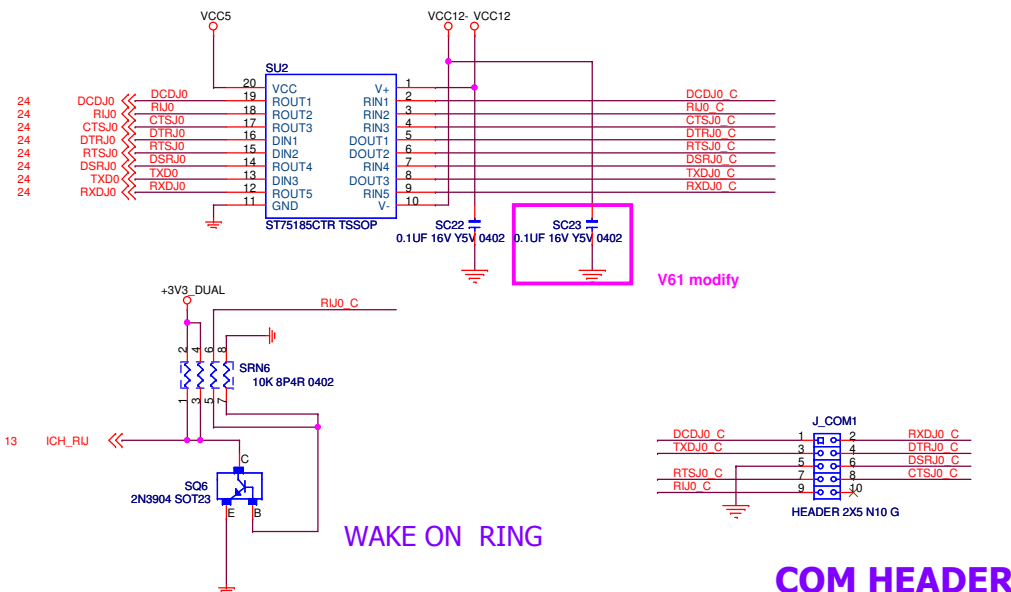 VCC5
VCC12- VCC12
SU2
20 VCC V+ 1
24 DCDJ0 DCDJ0 19 ROUT1 RIN1 2 DCDJ0_C
24 RIJ0 RIJ0 18 ROUT2 RIN2 3 RIJ0_C
24 CTSJ0 CTSJ0 17 ROUT3 RIN3 4 CTSJ0_C
24 DTRJ0 DTRJ0 16 DIN1 DOUT1 5 DTRJ0_C
24 RTSJ0 RTSJ0 15 DIN2 DOUT2 6 RTSJ0_C
24 DSRJ0 DSRJ0 14 ROUT4 RIN4 7 DSRJ0_C
24 TXD0 TXD0 13 DIN3 DOUT3 8 TXDJ0_C
24 RXDJ0 RXDJ0 12 ROUT5 RIN5 9 RXDJ0_C
11 GND V- 10
ST75185CTR TSSOP
SC22
0.1UF 16V Y5V 0402
SC23
0.1UF 16V Y5V 0402
V61 modify
+3V3_DUAL
RIJ0_C
2 4 6 8
SRN6
10K 8P4R 0402
1 3 5 7
13 ICH_RIJ
C
SQ6
2N3904 SOT23
E B
WAKE ON RING
J_COM1
DCDJ0_C 1 2 RXDJ0_C
TXDJ0_C 3 4 DTRJ0_C
5 6 DSRJ0_C
RTSJ0_C 7 8 CTSJ0_C
RIJ0_C 9 10
HEADER 2X5 N10 G
COM HEADER